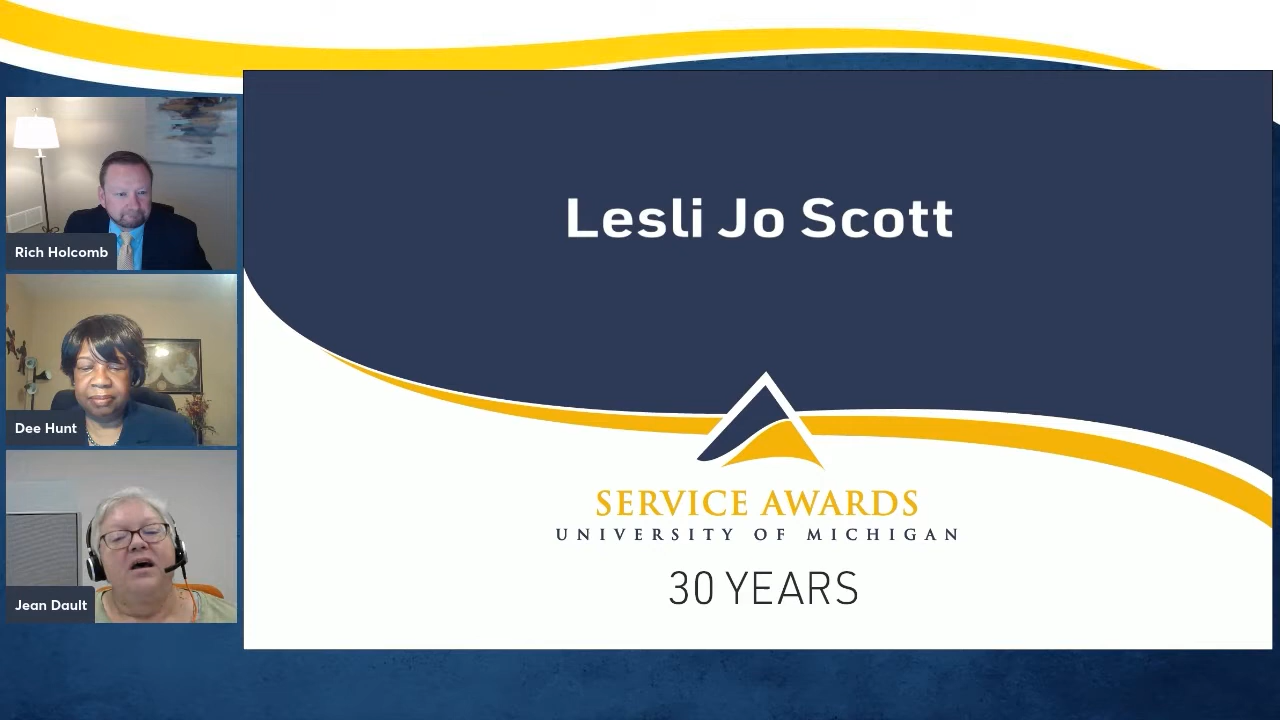 Rich Holcomb
Dee Hunt
Jean Dault
Lesli Jo Scott
SERVICE AWARDS
UNIVERSITY OF MICHIGAN
30 YEARS